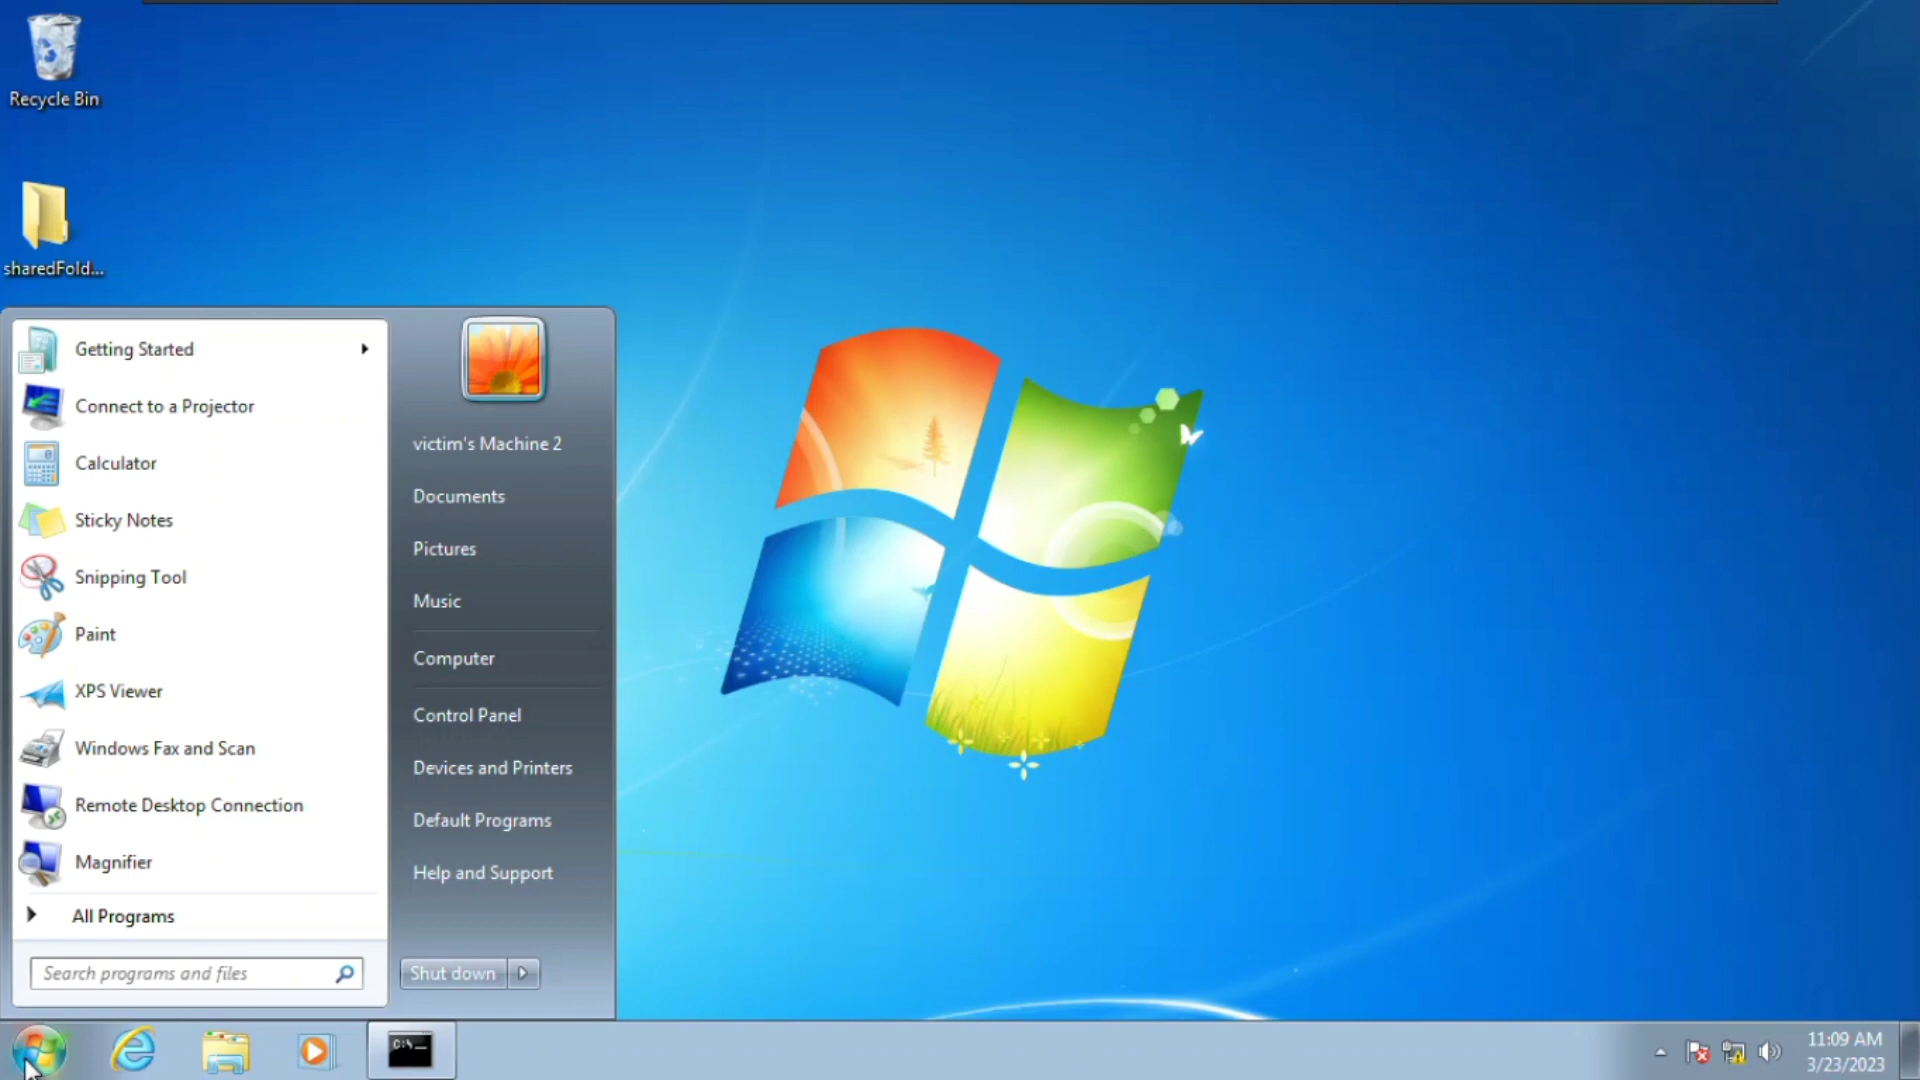 Recycle Bin
sharedFold...
Getting Started
Connect to a Projector
Calculator
Sticky Notes
Snipping Tool
Paint
XPS Viewer
Windows Fax and Scan
Remote Desktop Connection
Magnifier
All Programs
Search programs and files
victim's Machine 2
Documents
Pictures
Music
Computer
Control Panel
Devices and Printers
Default Programs
Help and Support
Shut down
C:\
11:09 AM
3/23/2023